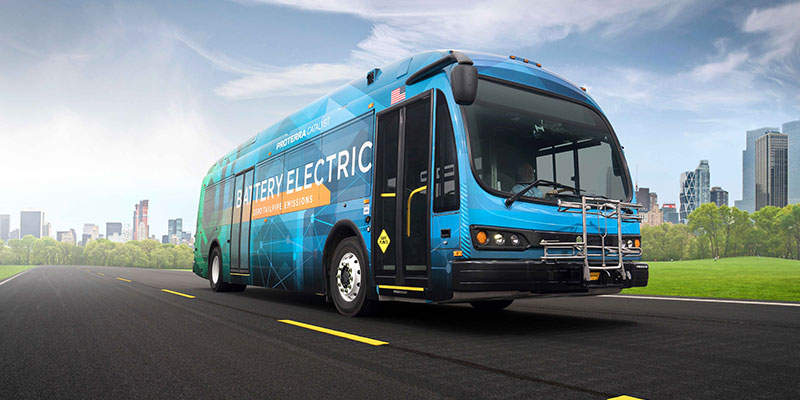 PROTERRA CATALYST
BATTERY ELECTRIC
ZERO TAILPIPE EMISSIONS